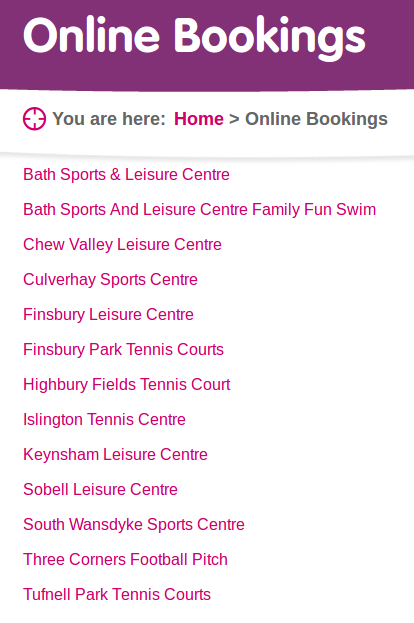 Online Bookings
You are here: Home > Online Bookings
Bath Sports & Leisure Centre
Bath Sports And Leisure Centre Family Fun Swim
Chew Valley Leisure Centre
Culverhay Sports Centre
Finsbury Leisure Centre
Finsbury Park Tennis Courts
Highbury Fields Tennis Court
Islington Tennis Centre
Keynsham Leisure Centre
Sobell Leisure Centre
South Wansdyke Sports Centre
Three Corners Football Pitch
Tufnell Park Tennis Courts